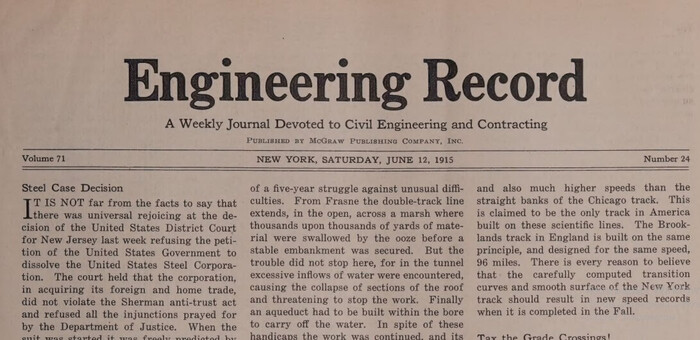 Engineering Record
A Weekly Journal Devoted to Civil Engineering and Contracting
Published by McGraw Publishing Company, Inc.
Volume 71
NEW YORK, SATURDAY, JUNE 12, 1915
Number 24
Steel Case Decision
IT IS NOT far from the facts to say that
there was universal rejoicing at the de-
cision of the United States District Court
for New Jersey last week refusing the peti-
tion of the United States Government to
dissolve the United States Steel Corpora-
tion. The court held that the corporation,
in acquiring its foreign and home trade,
did not violate the Sherman anti-trust act
and refused all the injunctions prayed for
by the Department of Justice. When the
suit was started it was freely predicted by
of a five-year struggle against unusual diffi-
culties. From Frasne the double-track line
extends, in the open, across a marsh where
thousands upon thousands of yards of mate-
rial were swallowed by the ooze before a
stable embankment was secured. But the
trouble did not stop here, for in the tunnel
excessive inflows of water were encountered,
causing the collapse of sections of the roof
and threatening to stop the work. Finally
an aqueduct had to be built within the bore
to carry off the water. In spite of these
handicaps the work was continued, and its
and also much higher speeds than the
straight banks of the Chicago track. This
is claimed to be the only track in America
built on these scientific lines. The Brook-
lands track in England is built on the same
principle, and designed for the same speed,
96 miles. There is every reason to believe
that the carefully computed transition
curves and smooth surface of the New York
track should result in new speed records
when it is completed in the Fall.
Tax the Grade Crossings!